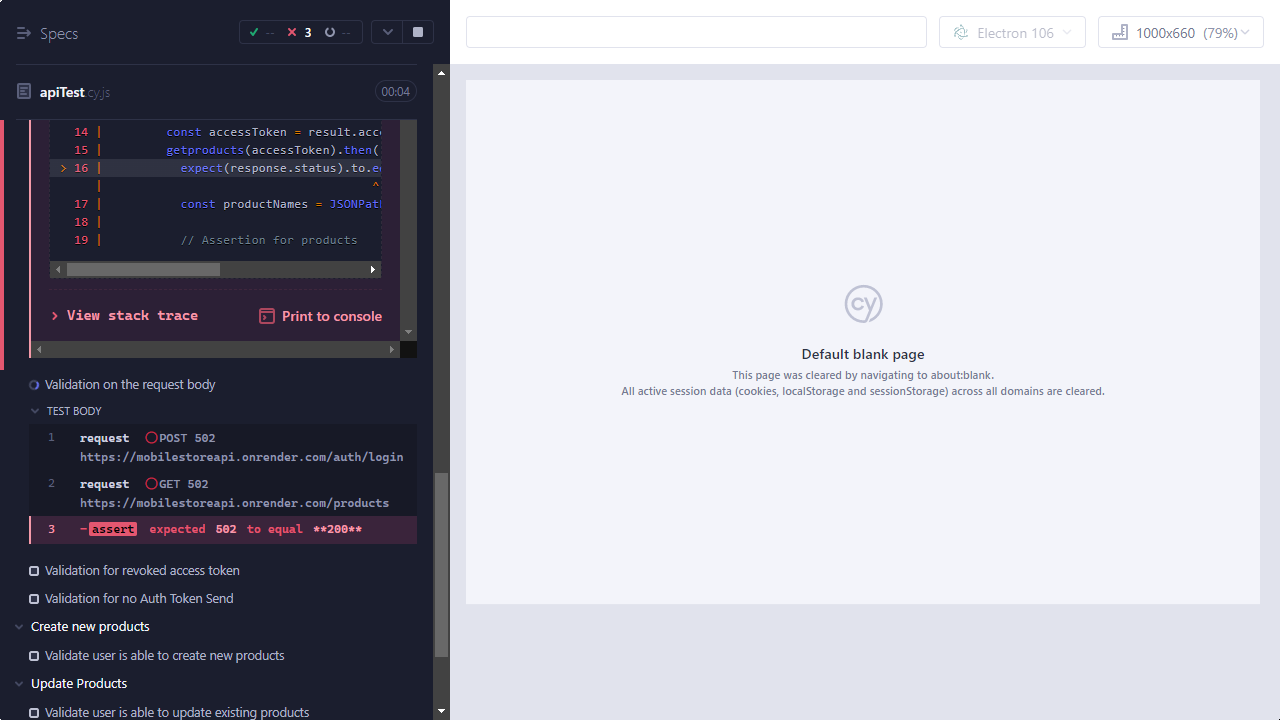 Specs
-- 3 --
Electron 106
1000x660 (79%)
apiTest.cy.js
00:04
14 | const accessToken = result.acce
15 | getproducts(accessToken).then(
> 16 | expect(response.status).to.eq
| ^
17 | const productNames = JSONPath
18 |
19 | // Assertion for products
> View stack trace
Print to console
Validation on the request body
TEST BODY
1 request POST 502
https://mobilestoreapi.onrender.com/auth/login
2 request GET 502
https://mobilestoreapi.onrender.com/products
3 -assert expected 502 to equal **200**
Validation for revoked access token
Validation for no Auth Token Send
Create new products
Validate user is able to create new products
Update Products
Validate user is able to update existing products
cy
Default blank page
This page was cleared by navigating to about:blank.
All active session data (cookies, localStorage and sessionStorage) across all domains are cleared.